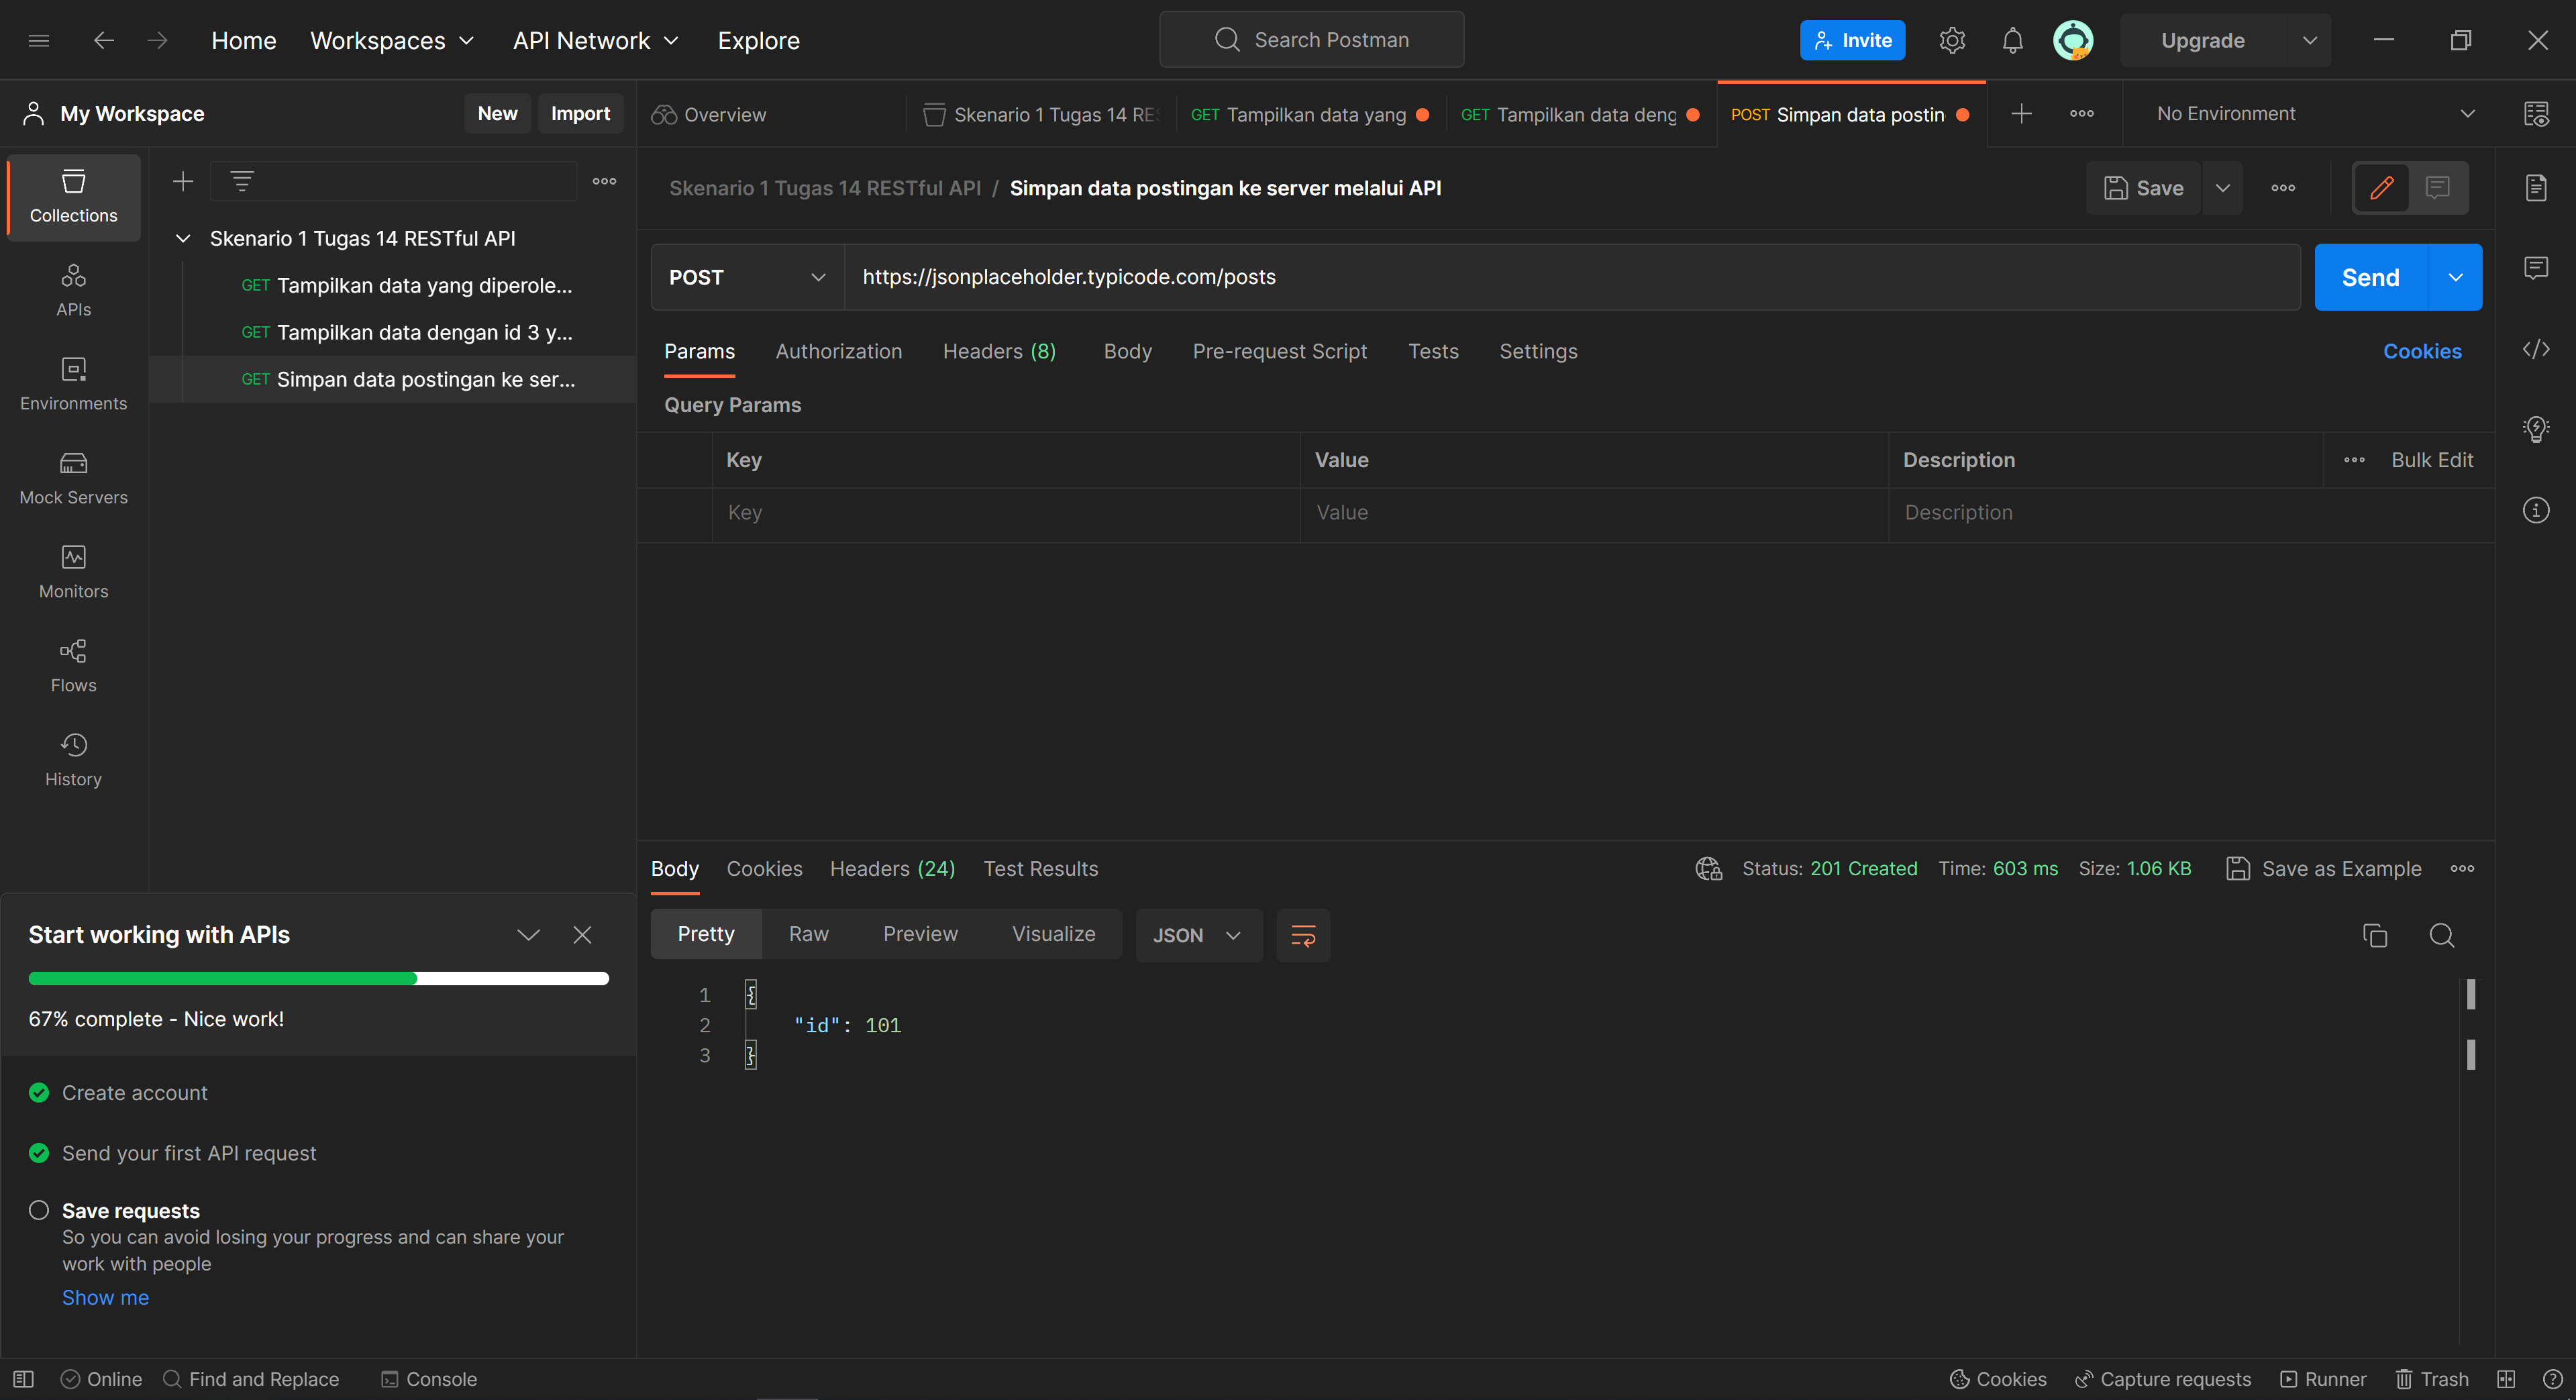 Home
Workspaces
API Network
Explore
Search Postman
Invite
Upgrade
My Workspace
New
Import
Overview
Skenario 1 Tugas 14 RES
GET Tampilkan data yang
GET Tampilkan data deng
POST Simpan data postin
No Environment
Collections
APIs
Environments
Mock Servers
Monitors
Flows
History
Skenario 1 Tugas 14 RESTful API
GET Tampilkan data yang diperole...
GET Tampilkan data dengan id 3 y...
GET Simpan data postingan ke ser...
Skenario 1 Tugas 14 RESTful API / Simpan data postingan ke server melalui API
Save
POST
https://jsonplaceholder.typicode.com/posts
Send
Params
Authorization
Headers (8)
Body
Pre-request Script
Tests
Settings
Cookies
Query Params
Key
Value
Description
Bulk Edit
Key
Value
Description
Body
Cookies
Headers (24)
Test Results
Status: 201 Created
Time: 603 ms
Size: 1.06 KB
Save as Example
Pretty
Raw
Preview
Visualize
JSON
1 {
2 "id": 101
3 }
Start working with APIs
67% complete - Nice work!
Create account
Send your first API request
Save requests
So you can avoid losing your progress and can share your
work with people
Show me
Online
Find and Replace
Console
Cookies
Capture requests
Runner
Trash